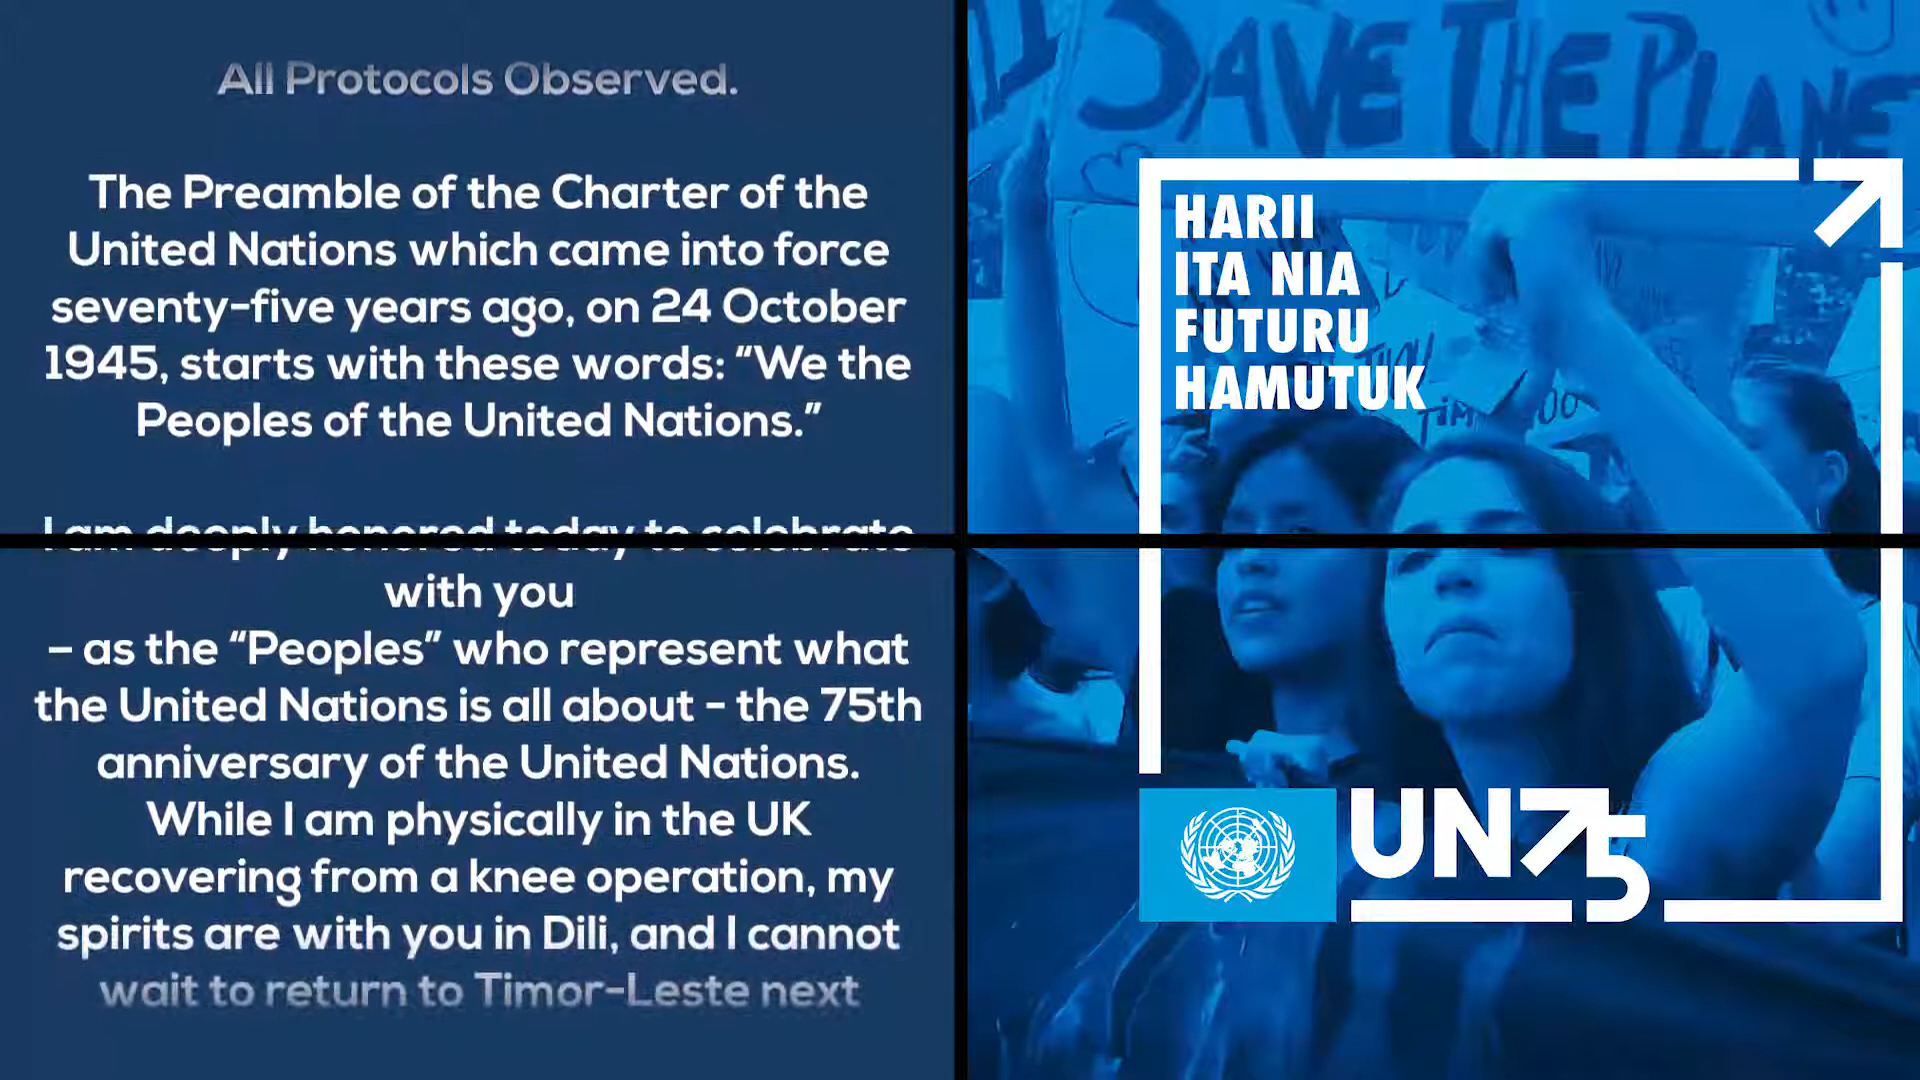 All Protocols Observed.
The Preamble of the Charter of the
United Nations which came into force
seventy-five years ago, on 24 October
1945, starts with these words: “We the
Peoples of the United Nations.”
I am deeply honored today to celebrate
with you
– as the “Peoples” who represent what
the United Nations is all about - the 75th
anniversary of the United Nations.
While I am physically in the UK
recovering from a knee operation, my
spirits are with you in Dili, and I cannot
wait to return to Timor-Leste next
SAVE THE PLANE
HARII
ITA NIA
FUTURU
HAMUTUK
UN75